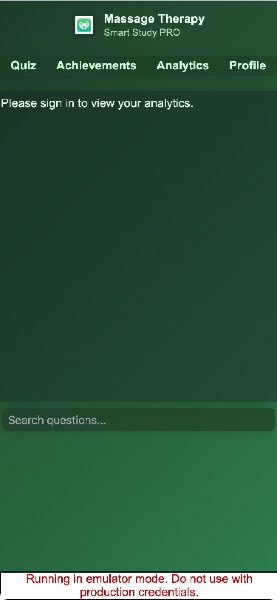 Massage Therapy
Smart Study PRO
Quiz Achievements Analytics Profile
Please sign in to view your analytics.
Search questions...
Running in emulator mode. Do not use with
production credentials.